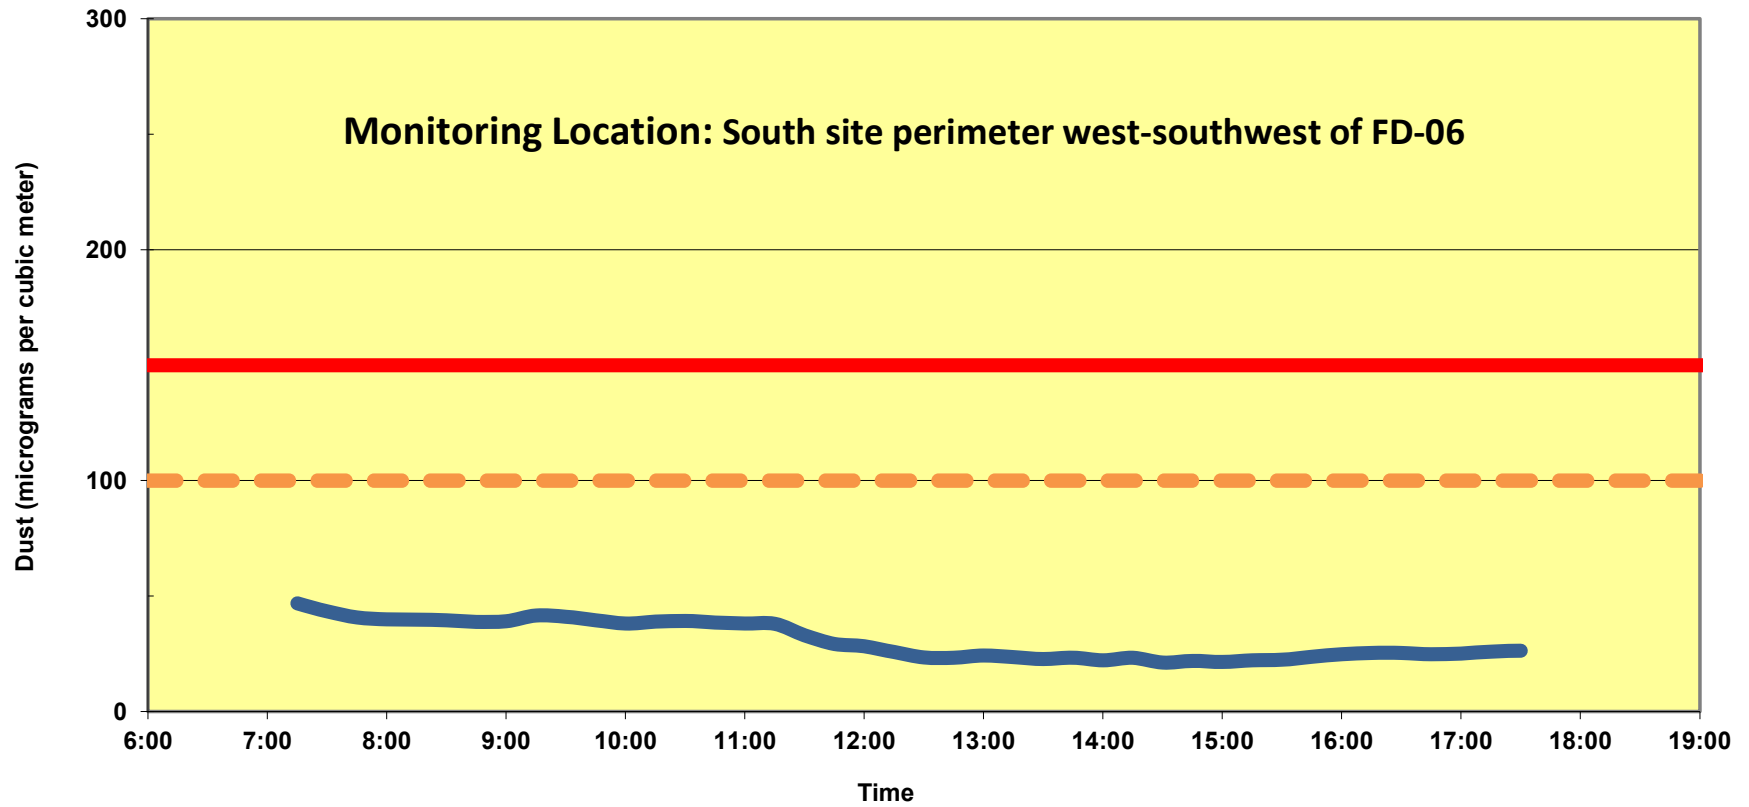 300
Monitoring Location: South site perimeter west-southwest of FD-06
Dust (micrograms per cubic meter)
200
100
0
6:00 7:00 8:00 9:00 10:00 11:00 12:00 13:00 14:00 15:00 16:00 17:00 18:00 19:00
Time